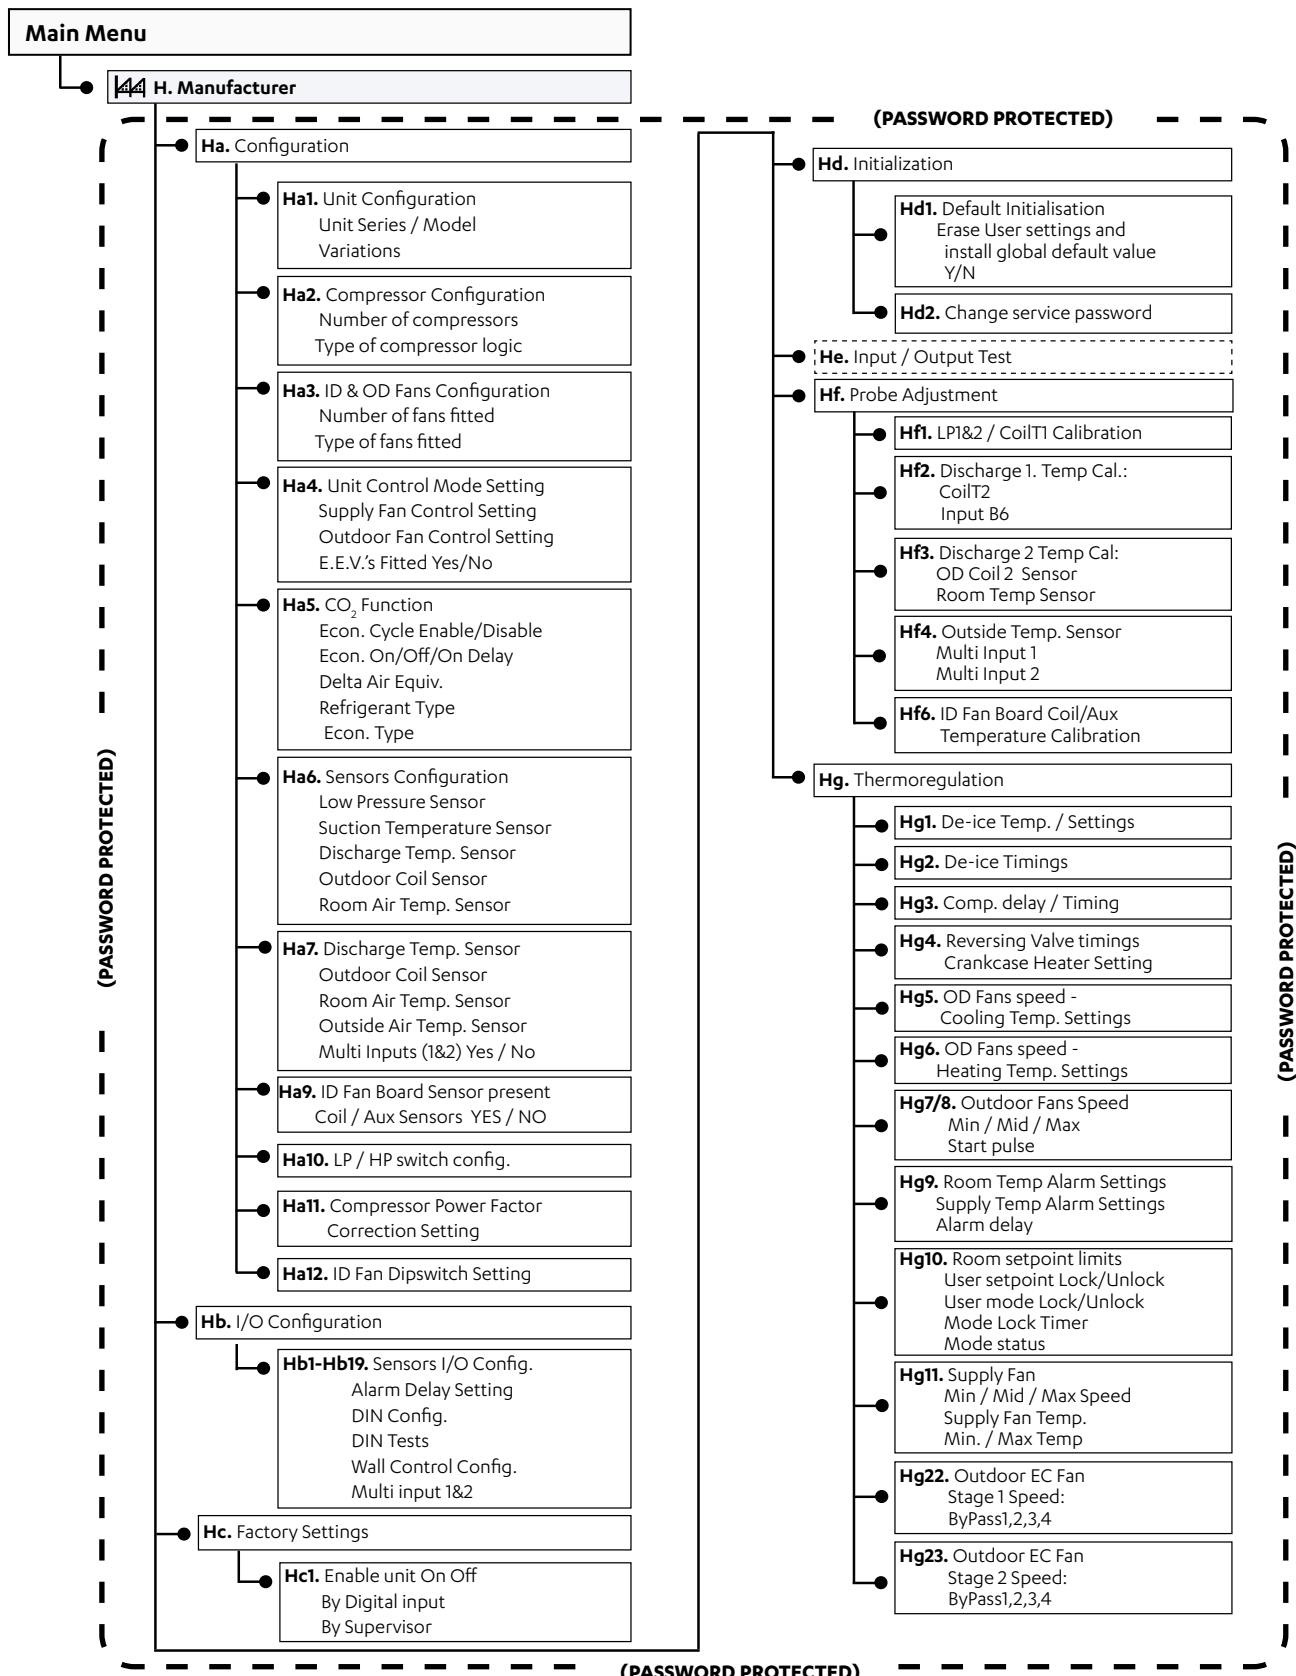 Main Menu
H. Manufacturer
(PASSWORD PROTECTED)
(PASSWORD PROTECTED)
Ha. Configuration
Ha1. Unit Configuration
Unit Series / Model
Variations
Ha2. Compressor Configuration
Number of compressors
Type of compressor logic
Ha3. ID & OD Fans Configuration
Number of fans fitted
Type of fans fitted
Ha4. Unit Control Mode Setting
Supply Fan Control Setting
Outdoor Fan Control Setting
E.E.V.'s Fitted Yes/No
Ha5. CO2 Function
Econ. Cycle Enable/Disable
Econ. On/Off/On Delay
Delta Air Equiv.
Refrigerant Type
Econ. Type
Ha6. Sensors Configuration
Low Pressure Sensor
Suction Temperature Sensor
Discharge Temp. Sensor
Outdoor Coil Sensor
Room Air Temp. Sensor
Ha7. Discharge Temp. Sensor
Outdoor Coil Sensor
Room Air Temp. Sensor
Outside Air Temp. Sensor
Multi Inputs (1&2) Yes / No
Ha9. ID Fan Board Sensor present
Coil / Aux Sensors YES / NO
Ha10. LP / HP switch config.
Ha11. Compressor Power Factor
Correction Setting
Ha12. ID Fan Dipswitch Setting
Hb. I/O Configuration
Hb1-Hb19. Sensors I/O Config.
Alarm Delay Setting
DIN Config.
DIN Tests
Wall Control Config.
Multi input 1&2
Hc. Factory Settings
Hc1. Enable unit On Off
By Digital input
By Supervisor
Hd. Initialization
Hd1. Default Initialisation
Erase User settings and
install global default value
Y/N
Hd2. Change service password
He. Input / Output Test
Hf. Probe Adjustment
Hf1. LP1&2 / CoilT1 Calibration
Hf2. Discharge 1. Temp Cal.:
CoilT2
Input B6
Hf3. Discharge 2 Temp Cal:
OD Coil 2 Sensor
Room Temp Sensor
Hf4. Outside Temp. Sensor
Multi Input 1
Multi Input 2
Hf6. ID Fan Board Coil/Aux
Temperature Calibration
Hg. Thermoregulation
Hg1. De-ice Temp. / Settings
Hg2. De-ice Timings
Hg3. Comp. delay / Timing
Hg4. Reversing Valve timings
Crankcase Heater Setting
Hg5. OD Fans speed -
Cooling Temp. Settings
Hg6. OD Fans speed -
Heating Temp. Settings
Hg7/8. Outdoor Fans Speed
Min / Mid / Max
Start pulse
Hg9. Room Temp Alarm Settings
Supply Temp Alarm Settings
Alarm delay
Hg10. Room setpoint limits
User setpoint Lock/Unlock
User mode Lock/Unlock
Mode Lock Timer
Mode status
Hg11. Supply Fan
Min / Mid / Max Speed
Supply Fan Temp.
Min. / Max Temp
Hg22. Outdoor EC Fan
Stage 1 Speed:
ByPass1,2,3,4
Hg23. Outdoor EC Fan
Stage 2 Speed:
ByPass1,2,3,4
(PASSWORD PROTECTED)
(PASSWORD PROTECTED)